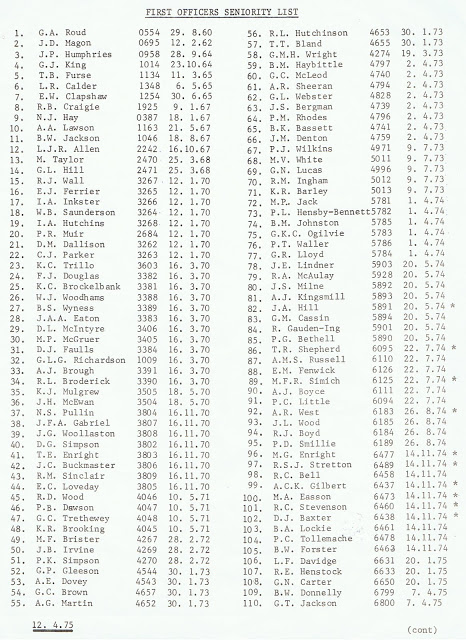 FIRST OFFICERS SENIORITY LIST
1. G.A. Roud 0554 29. 8.60
2. J.D. Magon 0695 12. 2.62
3. J.P. Humphries 0958 28. 9.64
4. G.J. King 1014 23.10.64
5. T.B. Furse 1134 11. 3.65
6. L.R. Calder 1348 6. 5.65
7. E.W. Clapshaw 1254 30. 6.65
8. R.B. Craigie 1925 9. 1.67
9. N.J. Hay 0387 18. 1.67
10. A.A. Lawson 1163 21. 5.67
11. B.W. Jackson 1046 18. 8.67
12. L.J.R. Allen 2242 16.10.67
13. M. Taylor 2470 25. 3.68
14. G.L. Hill 2471 25. 3.68
15. R.J. Wall 3267 12. 1.70
16. E.J. Ferrier 3265 12. 1.70
17. I.A. Inkster 3266 12. 1.70
18. W.B. Saunderson 3264 12. 1.70
19. I.A. Hutchins 3268 12. 1.70
20. P.R. Muir 2684 12. 1.70
21. D.M. Dallison 3262 12. 1.70
22. C.J. Parker 3263 12. 1.70
23. K.C. Trillo 3603 16. 3.70
24. F.J. Douglas 3382 16. 3.70
25. K.C. Brockelbank 3381 16. 3.70
26. W.J. Woodhams 3388 16. 3.70
27. B.S. Wyness 3389 16. 3.70
28. J.A.A. Eaton 3383 16. 3.70
29. D.L. McIntyre 3406 16. 3.70
30. M.P. McGruer 3405 16. 3.70
31. D.J. Faulls 3384 16. 3.70
32. G.L.G. Richardson 1009 16. 3.70
33. A.J. Brough 3391 16. 3.70
34. R.L. Broderick 3390 16. 3.70
35. K.J. Mulgrew 3505 18. 5.70
36. J.H. McEwan 3504 18. 5.70
37. N.S. Pullin 3804 16.11.70
38. J.F.A. Gabriel 3807 16.11.70
39. J.G. Woollaston 3808 16.11.70
40. D.G. Simpson 3802 16.11.70
41. T.E. Enright 3803 16.11.70
42. J.C. Buckmaster 3806 16.11.70
43. R.M. Sinclair 3809 16.11.70
44. E.C. Loveday 3805 16.11.70
45. R.D. Wood 4046 10. 5.71
46. P.B. Dawson 4047 10. 5.71
47. G.C. Trethewey 4048 10. 5.71
48. K.R. Brooking 4045 10. 5.71
49. M.F. Brister 4267 28. 2.72
50. J.B. Irvine 4269 28. 2.72
51. P.K. Simpson 4270 28. 2.72
52. G.P. Gleeson 4544 30. 1.73
53. A.E. Dovey 4543 30. 1.73
54. G.C. Brown 4657 30. 1.73
55. A.G. Martin 4652 30. 1.73
56. R.L. Hutchinson 4653 30. 1.73
57. T.T. Bland 4655 30. 1.73
58. G.M.H. Wright 4274 19. 3.73
59. B.M. Haybittle 4797 2. 4.73
60. G.C. McLeod 4740 2. 4.73
61. A.R. Sheeran 4794 2. 4.73
62. G.L. Webster 4828 2. 4.73
63. J.S. Bergman 4739 2. 4.73
64. P.M. Rhodes 4796 2. 4.73
65. B.K. Bassett 4741 2. 4.73
66. J.M. Denton 4759 2. 4.73
67. P.J. Wilkins 4971 9. 7.73
68. M.V. White 5011 9. 7.73
69. G.N. Lucas 4996 9. 7.73
70. R.M. Ingham 5012 9. 7.73
71. K.R. Barley 5013 9. 7.73
72. M.P. Jack 5781 1. 4.74
73. P.L. Hensby-Bennett 5782 1. 4.74
74. B.M. Johnston 5785 1. 4.74
75. G.K.C. Ogilvie 5783 1. 4.74
76. P.T. Waller 5786 1. 4.74
77. G.R. Lloyd 5784 1. 4.74
78. J.E. Lindner 5903 20. 5.74
79. R.A. McAulay 5928 20. 5.74
80. J.S. Milne 5892 20. 5.74
81. A.J. Kingsmill 5893 20. 5.74
82. J.A. Hill 5891 20. 5.74 *
83. G.M. Cassin 5894 20. 5.74
84. R. Gauden-Ing 5901 20. 5.74
85. P.G. Bethell 5890 20. 5.74
86. T.R. Shepherd 6095 22. 7.74 *
87. A.M.S. Russell 6110 22. 7.74
88. E.M. Fenwick 6126 22. 7.74
89. M.F.R. Simich 6125 22. 7.74 *
90. A.J. Boyce 6111 22. 7.74
91. P.C. Little 6094 22. 7.74
92. A.R. West 6183 26. 8.74 *
93. J.L. Wood 6185 26. 8.74
94. R.J. Boyd 6184 26. 8.74
95. P.D. Smillie 6189 26. 8.74
96. M.G. Enright 6477 14.11.74 *
97. R.S.J. Stretton 6489 14.11.74 *
98. R.C. Bell 6458 14.11.74
99. A.C.G.K. Gilbert 6437 14.11.74 *
100. M.A. Easson 6473 14.11.74 *
101. R.C. Stevenson 6460 14.11.74 *
102. D.J. Baxter 6438 14.11.74 *
103. B.A. Lockie 6461 14.11.74
104. P.C. Tollemache 6478 14.11.74
105. B.W. Forster 6463 14.11.74
106. L.F. Davidge 6631 20. 1.75
107. R.E. Henstock 6633 20. 1.75
108. G.N. Carter 6650 20. 1.75
109. B.W. Donnelly 6799 7. 4.75
110. G.T. Jackson 6800 7. 4.75
12. 4.75
(cont)